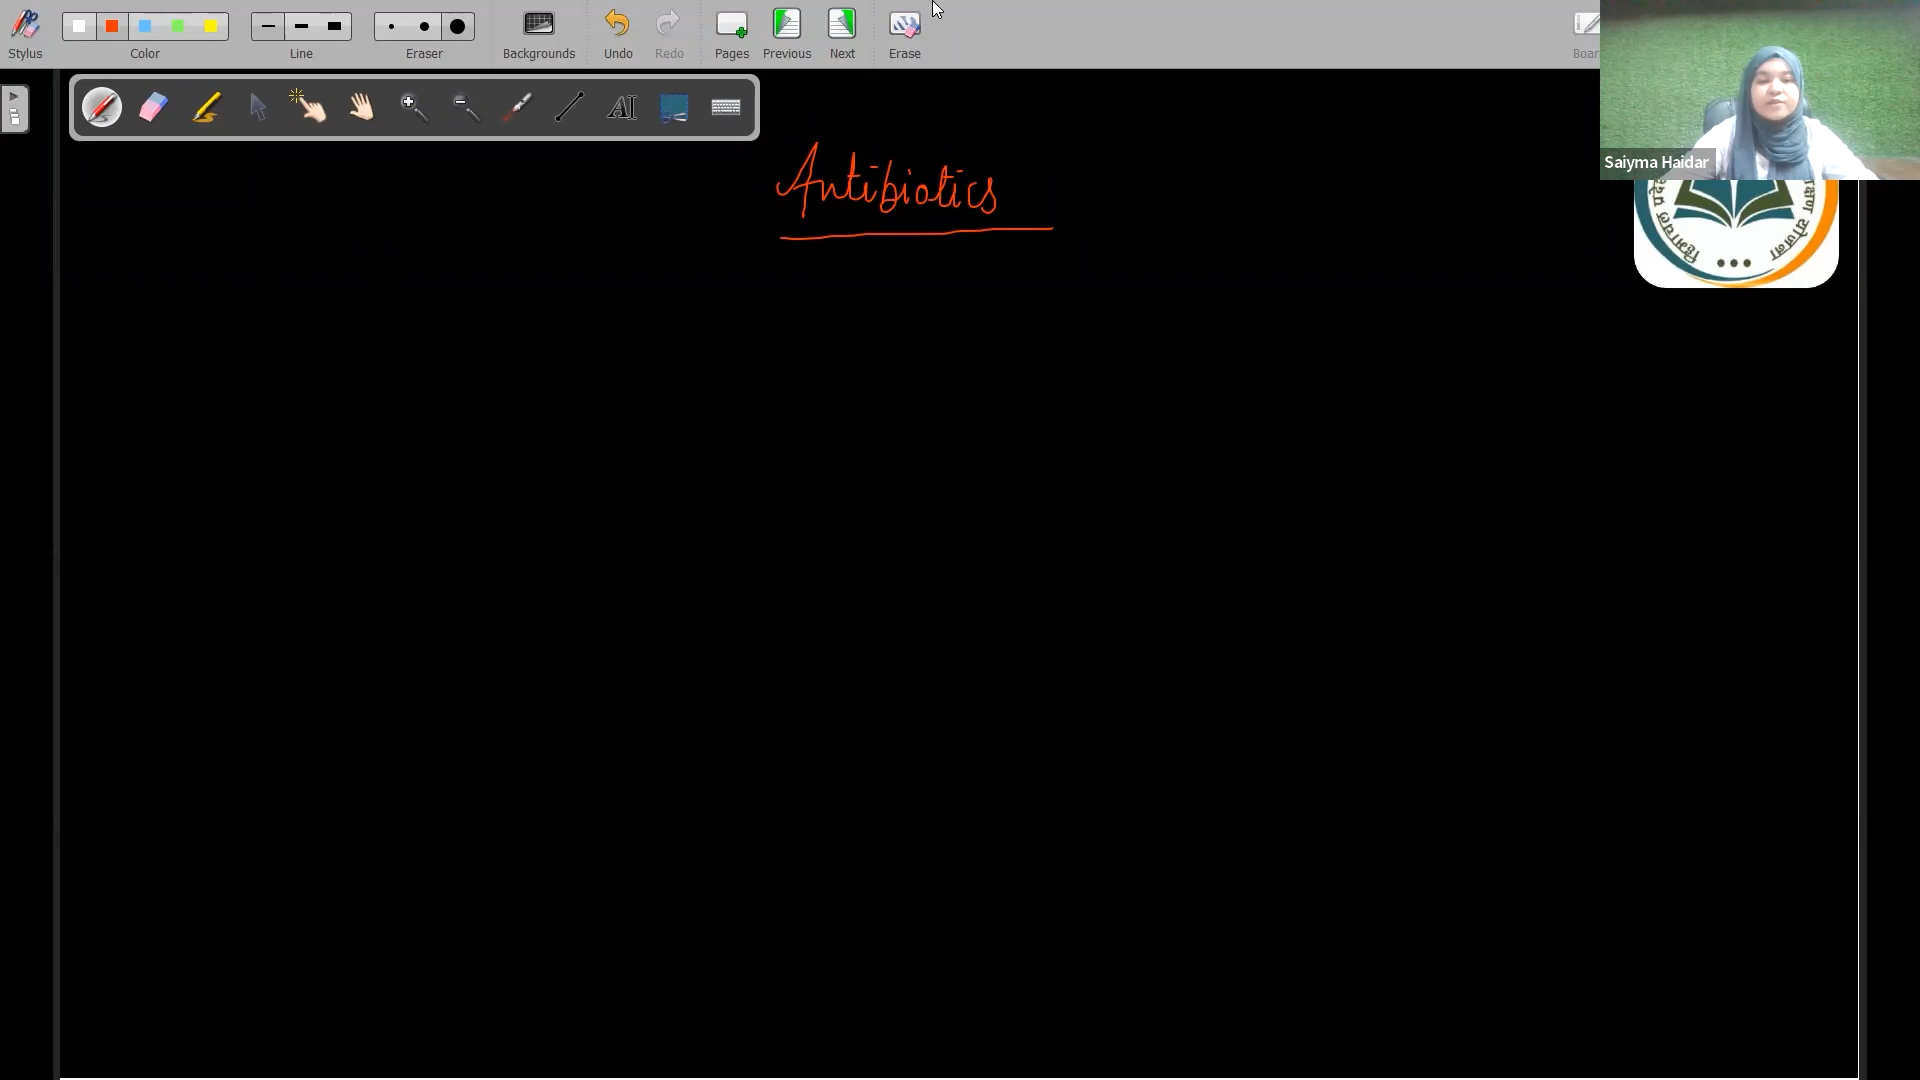 Stylus Color Line Eraser Backgrounds Undo Redo Pages Previous Next Erase
Saiyma Haidar
Antibiotics